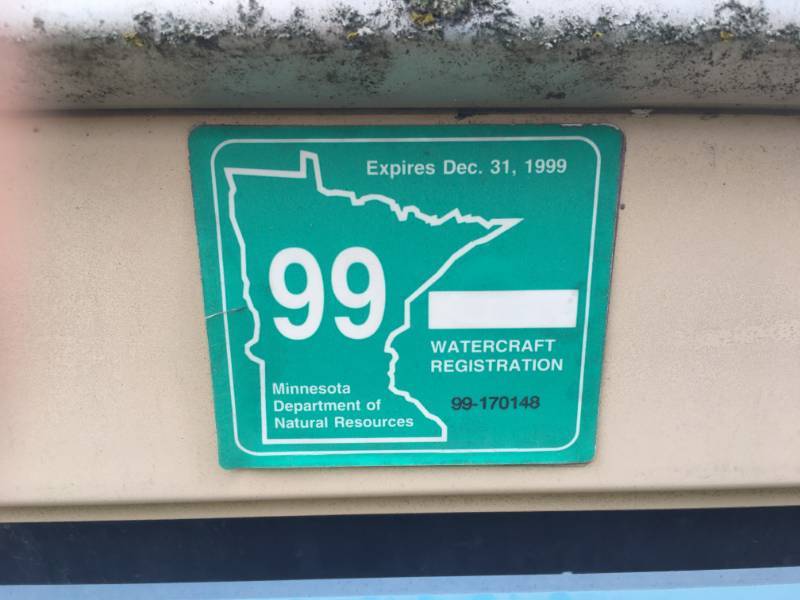 Expires Dec. 31, 1999
99
WATERCRAFT
REGISTRATION
Minnesota
Department of
Natural Resources
99-170148